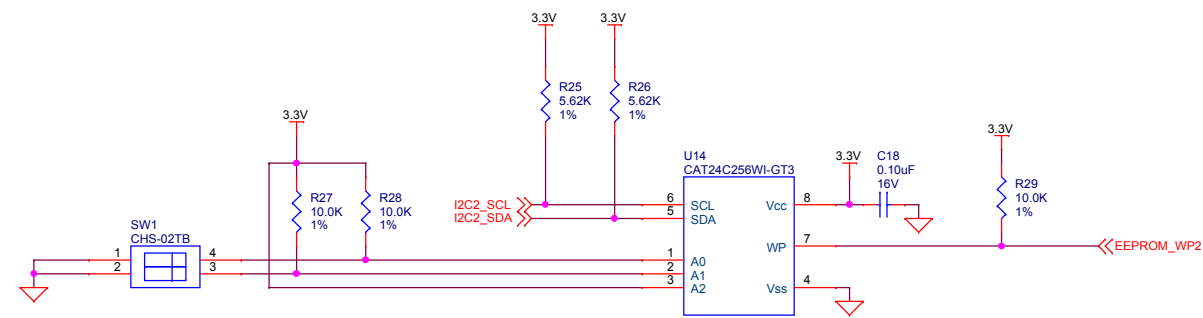 3.3V
3.3V
R25
5.62K
1%
R26
5.62K
1%
3.3V
R27
10.0K
1%
R28
10.0K
1%
SW1
CHS-02TB
1
2
4
3
I2C2_SCL
I2C2_SDA
U14
CAT24C256WI-GT3
6
5
1
2
3
SCL
SDA
A0
A1
A2
Vcc
WP
Vss
8
7
4
3.3V
C18
0.10uF
16V
3.3V
R29
10.0K
1%
EEPROM_WP2